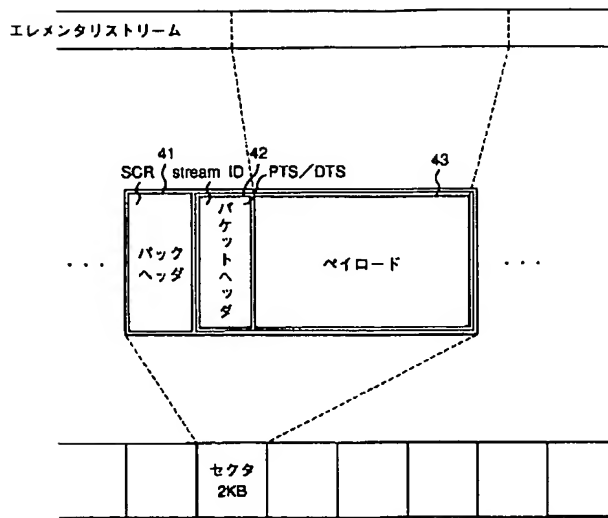 エレメンタリストリーム
41 42 43
SCR stream ID PTS/DTS
パックヘッダ
パケットヘッダ
ペイロード
... ...
セクタ
2KB